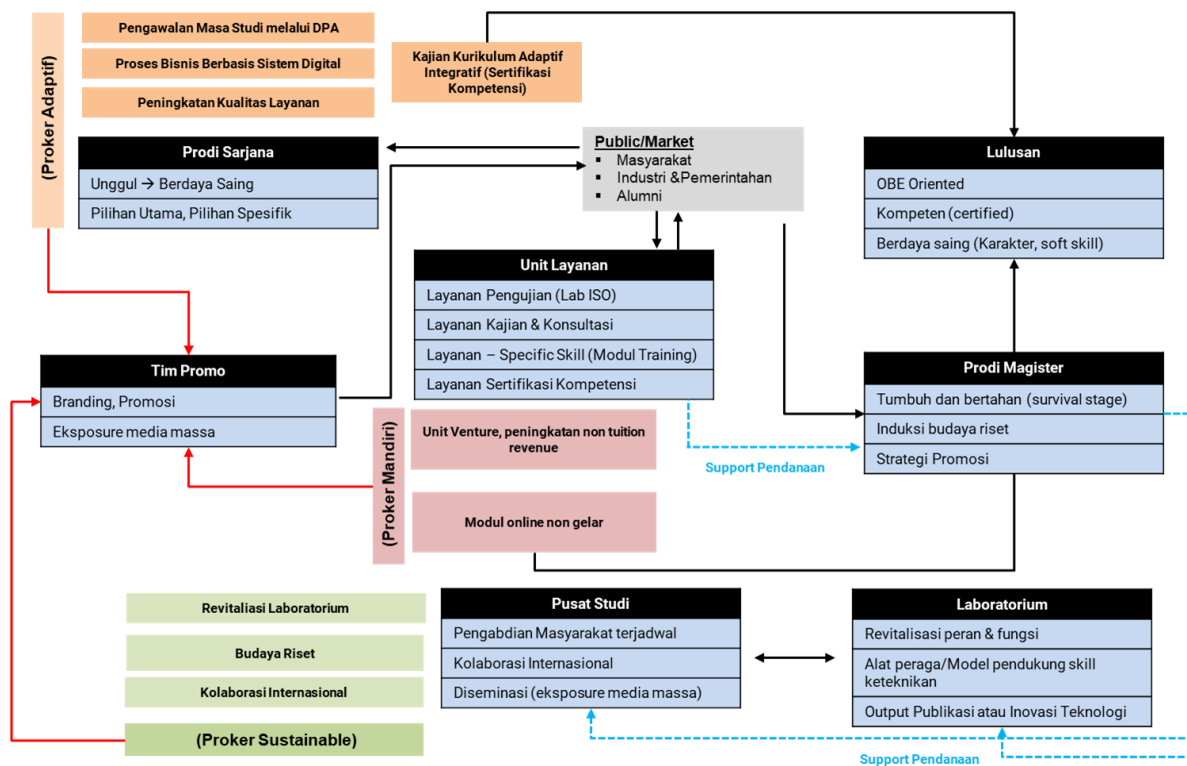 (Proker Adaptif)
Pengawalan Masa Studi melalui DPA
Proses Bisnis Berbasis Sistem Digital
Peningkatan Kualitas Layanan
Kajian Kurikulum Adaptif
Integratif (Sertifikasi
Kompetensi)
Prodi Sarjana
Unggul → Berdaya Saing
Pilihan Utama, Pilihan Spesifik
Public/Market
▪ Masyarakat
▪ Industri &Pemerintahan
▪ Alumni
Lulusan
OBE Oriented
Kompeten (certified)
Berdaya saing (Karakter, soft skill)
Unit Layanan
Layanan Pengujian (Lab ISO)
Layanan Kajian & Konsultasi
Layanan – Specific Skill (Modul Training)
Layanan Sertifikasi Kompetensi
Tim Promo
Branding, Promosi
Eksposure media massa
Prodi Magister
Tumbuh dan bertahan (survival stage)
Induksi budaya riset
Strategi Promosi
(Proker Mandiri)
Unit Venture, peningkatan non tuition
revenue
Modul online non gelar
Support Pendanaan
Revitaliasi Laboratorium
Budaya Riset
Kolaborasi Internasional
(Proker Sustainable)
Pusat Studi
Pengabdian Masyarakat terjadwal
Kolaborasi Internasional
Diseminasi (eksposure media massa)
Laboratorium
Revitalisasi peran & fungsi
Alat peraga/Model pendukung skill
keteknikan
Output Publikasi atau Inovasi Teknologi
Support Pendanaan